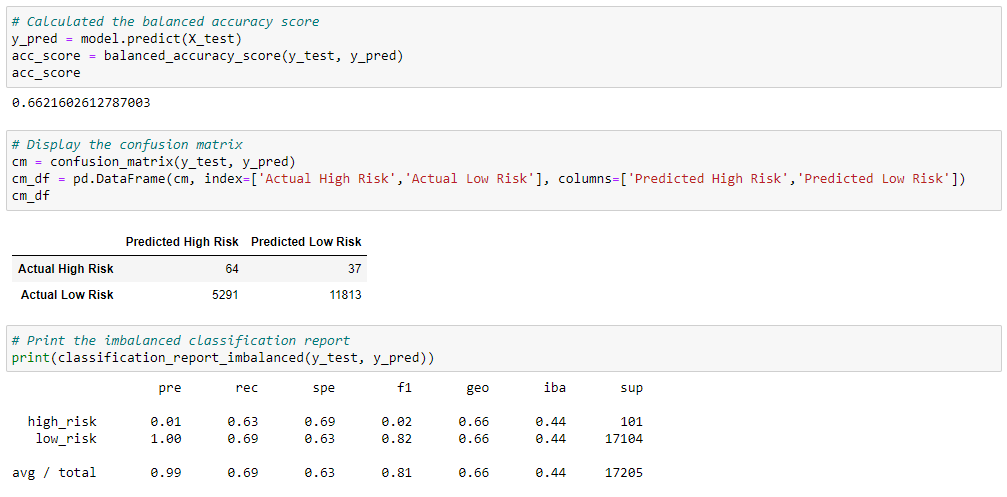 # Calculated the balanced accuracy score
y_pred = model.predict(X_test)
acc_score = balanced_accuracy_score(y_test, y_pred)
acc_score
0.6621602612787003
# Display the confusion matrix
cm = confusion_matrix(y_test, y_pred)
cm_df = pd.DataFrame(cm, index=['Actual High Risk','Actual Low Risk'], columns=['Predicted High Risk','Predicted Low Risk'])
cm_df
Predicted High Risk Predicted Low Risk
Actual High Risk 64 37
Actual Low Risk 5291 11813
# Print the imbalanced classification report
print(classification_report_imbalanced(y_test, y_pred))
pre rec spe f1 geo iba sup
high_risk 0.01 0.63 0.69 0.02 0.66 0.44 101
low_risk 1.00 0.69 0.63 0.82 0.66 0.44 17104
avg / total 0.99 0.69 0.63 0.81 0.66 0.44 17205